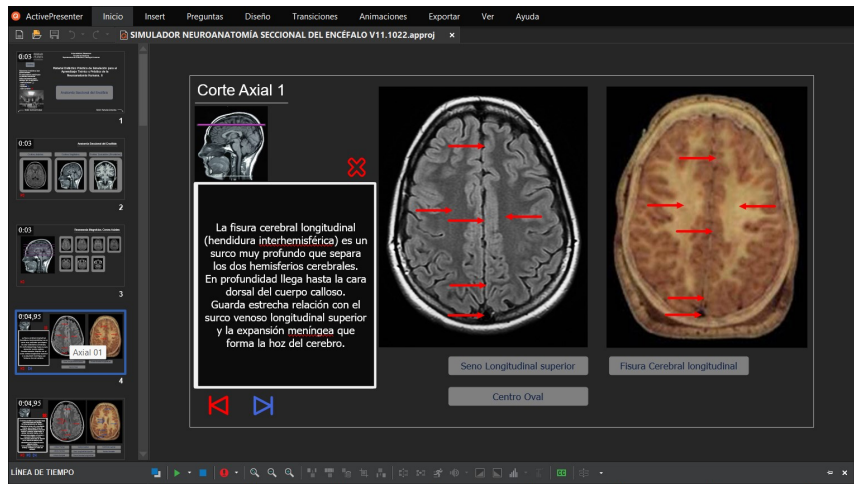 ActivePresenter
Inicio
Insert
Preguntas
Diseño
Transiciones
Animaciones
Exportar
Ver
Ayuda
SIMULADOR NEUROANATOMÍA SECCIONAL DEL ENCÉFALO V11.1022.approj
0:03
1
0:03
2
0:03
3
0:04,95
Axial 01
4
0:04,95
Corte Axial 1
La fisura cerebral longitudinal
(hendidura interhemisférica) es un
surco muy profundo que separa
los dos hemisferios cerebrales.
En profundidad llega hasta la cara
dorsal del cuerpo calloso.
Guarda estrecha relación con el
surco venoso longitudinal superior
y la expansión meníngea que
forma la hoz del cerebro.
Seno Longitudinal superior
Fisura Cerebral longitudinal
Centro Oval
LÍNEA DE TIEMPO